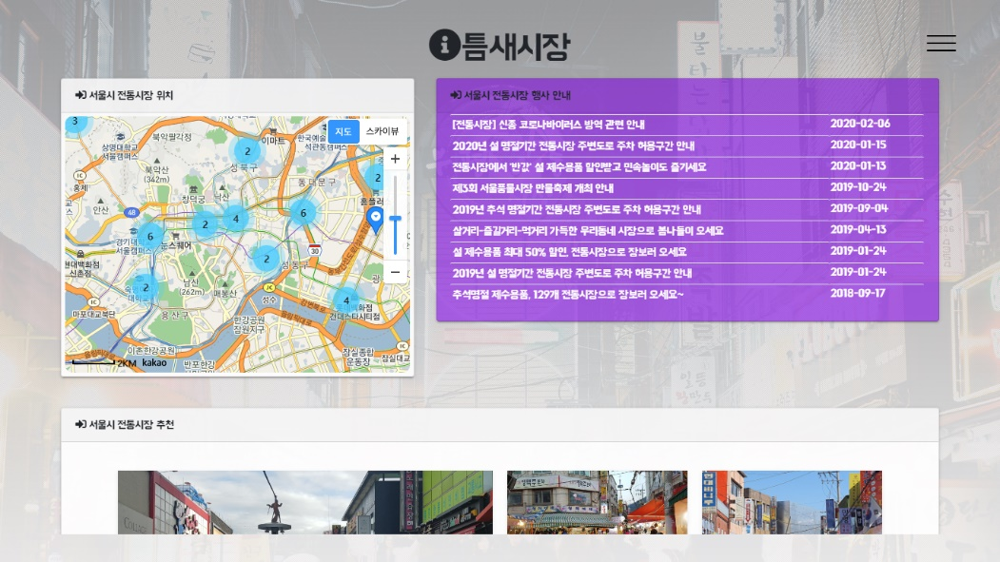 틈새시장
서울시 전통시장 위치
지도 스카이뷰
3
북악팔각정
이마트
상명대학교
서울캠퍼스
2
성북구
북악산
(342m)
홍제
동대문구
2
안산
창덕궁
낙산
48
2
4
6
경기대
서울캠퍼스
6
현대백화점
신촌점
2
30
성동구
2
남산
(262m)
매봉산
성수
4
건대스타시티점
마포대교북단
용산구
한강공원
잠원지구
이촌한강공원
반포한강
잠실종합
운동장
잠실대교
2KM kakao
서울시 전통시장 행사 안내
[전통시장] 신종 코로나바이러스 방역 관련 안내 2020-02-06
2020년 설 명절기간 전통시장 주변도로 주차 허용구간 안내 2020-01-15
전통시장에서 '반값' 설 제수용품 할인받고 민속놀이도 즐기세요 2020-01-13
제3회 서울풍물시장 만물축제 개최 안내 2019-10-24
2019년 추석 명절기간 전통시장 주변도로 주차 허용구간 안내 2019-09-04
살거리-즐길거리-먹거리 가득한 우리동네 시장으로 봄나들이 오세요 2019-04-13
설 제수용품 최대 50% 할인, 전통시장으로 장보러 오세요 2019-01-24
2019년 설 명절기간 전통시장 주변도로 주차 허용구간 안내 2019-01-24
추석명절 제수용품, 129개 전통시장으로 장보러 오세요~ 2018-09-17
서울시 전통시장 추천